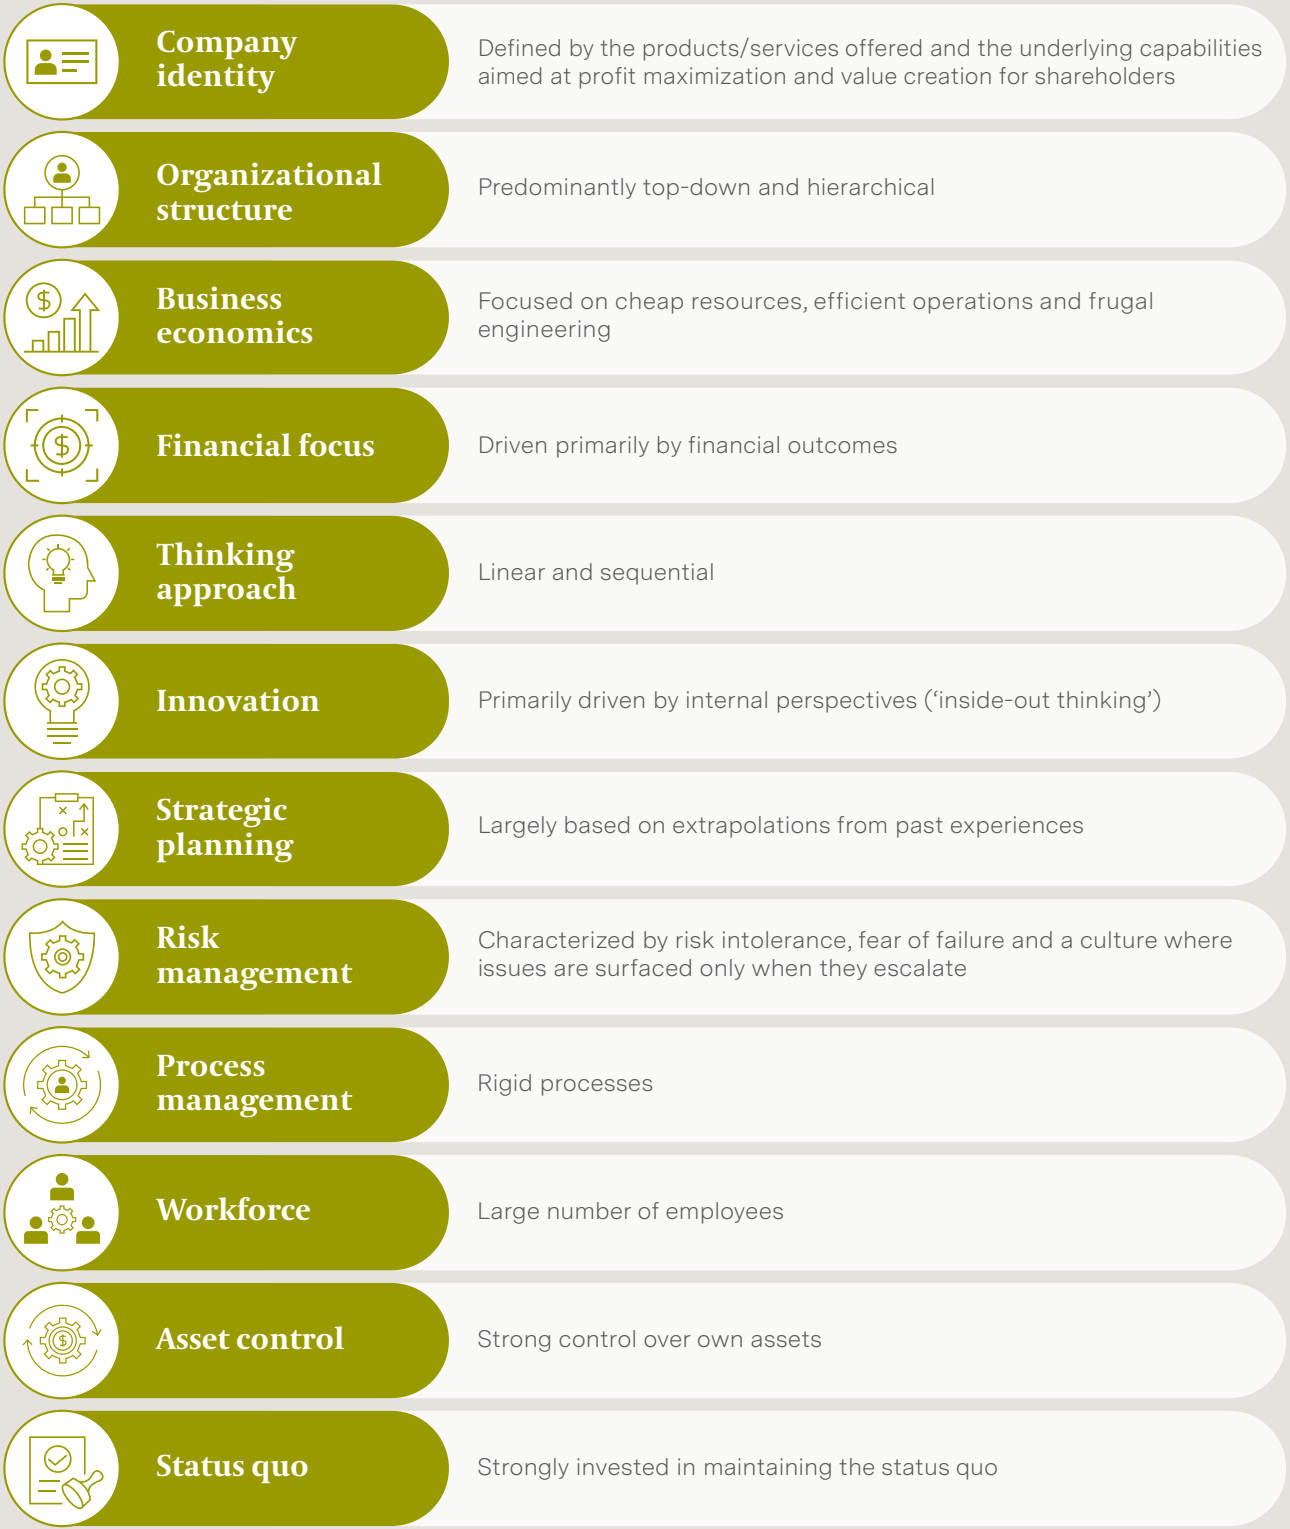 Company
identity
Defined by the products/services offered and the underlying capabilities
aimed at profit maximization and value creation for shareholders
Organizational
structure
Predominantly top-down and hierarchical
Business
economics
Focused on cheap resources, efficient operations and frugal
engineering
Financial focus
Driven primarily by financial outcomes
Thinking
approach
Linear and sequential
Innovation
Primarily driven by internal perspectives (‘inside-out thinking’)
Strategic
planning
Largely based on extrapolations from past experiences
Risk
management
Characterized by risk intolerance, fear of failure and a culture where
issues are surfaced only when they escalate
Process
management
Rigid processes
Workforce
Large number of employees
Asset control
Strong control over own assets
Status quo
Strongly invested in maintaining the status quo